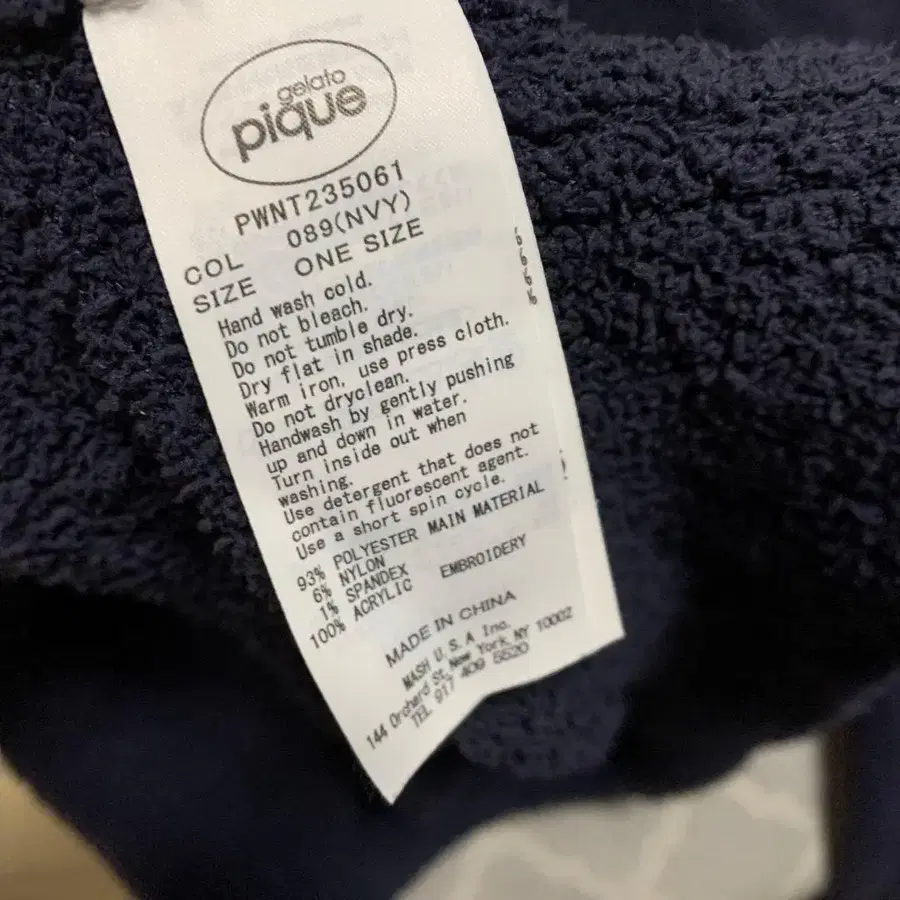 gelato
pique
PWNT235061
COL 089(NVY)
SIZE ONE SIZE
Hand wash cold.
Do not bleach.
Do not tumble dry.
Dry flat in shade.
Warm iron, use press cloth.
Do not dryclean.
Handwash by gently pushing
up and down in water.
Turn inside out when
washing.
Use detergent that does not
contain fluorescent agent.
Use a short spin cycle.
93% POLYESTER MAIN MATERIAL
6% NYLON
1% SPANDEX
100% ACRYLIC EMBROIDERY
MADE IN CHINA
MASH U.S.A Inc.
144 Orchard St, New York, NY 10002
TEL 917 409 5520